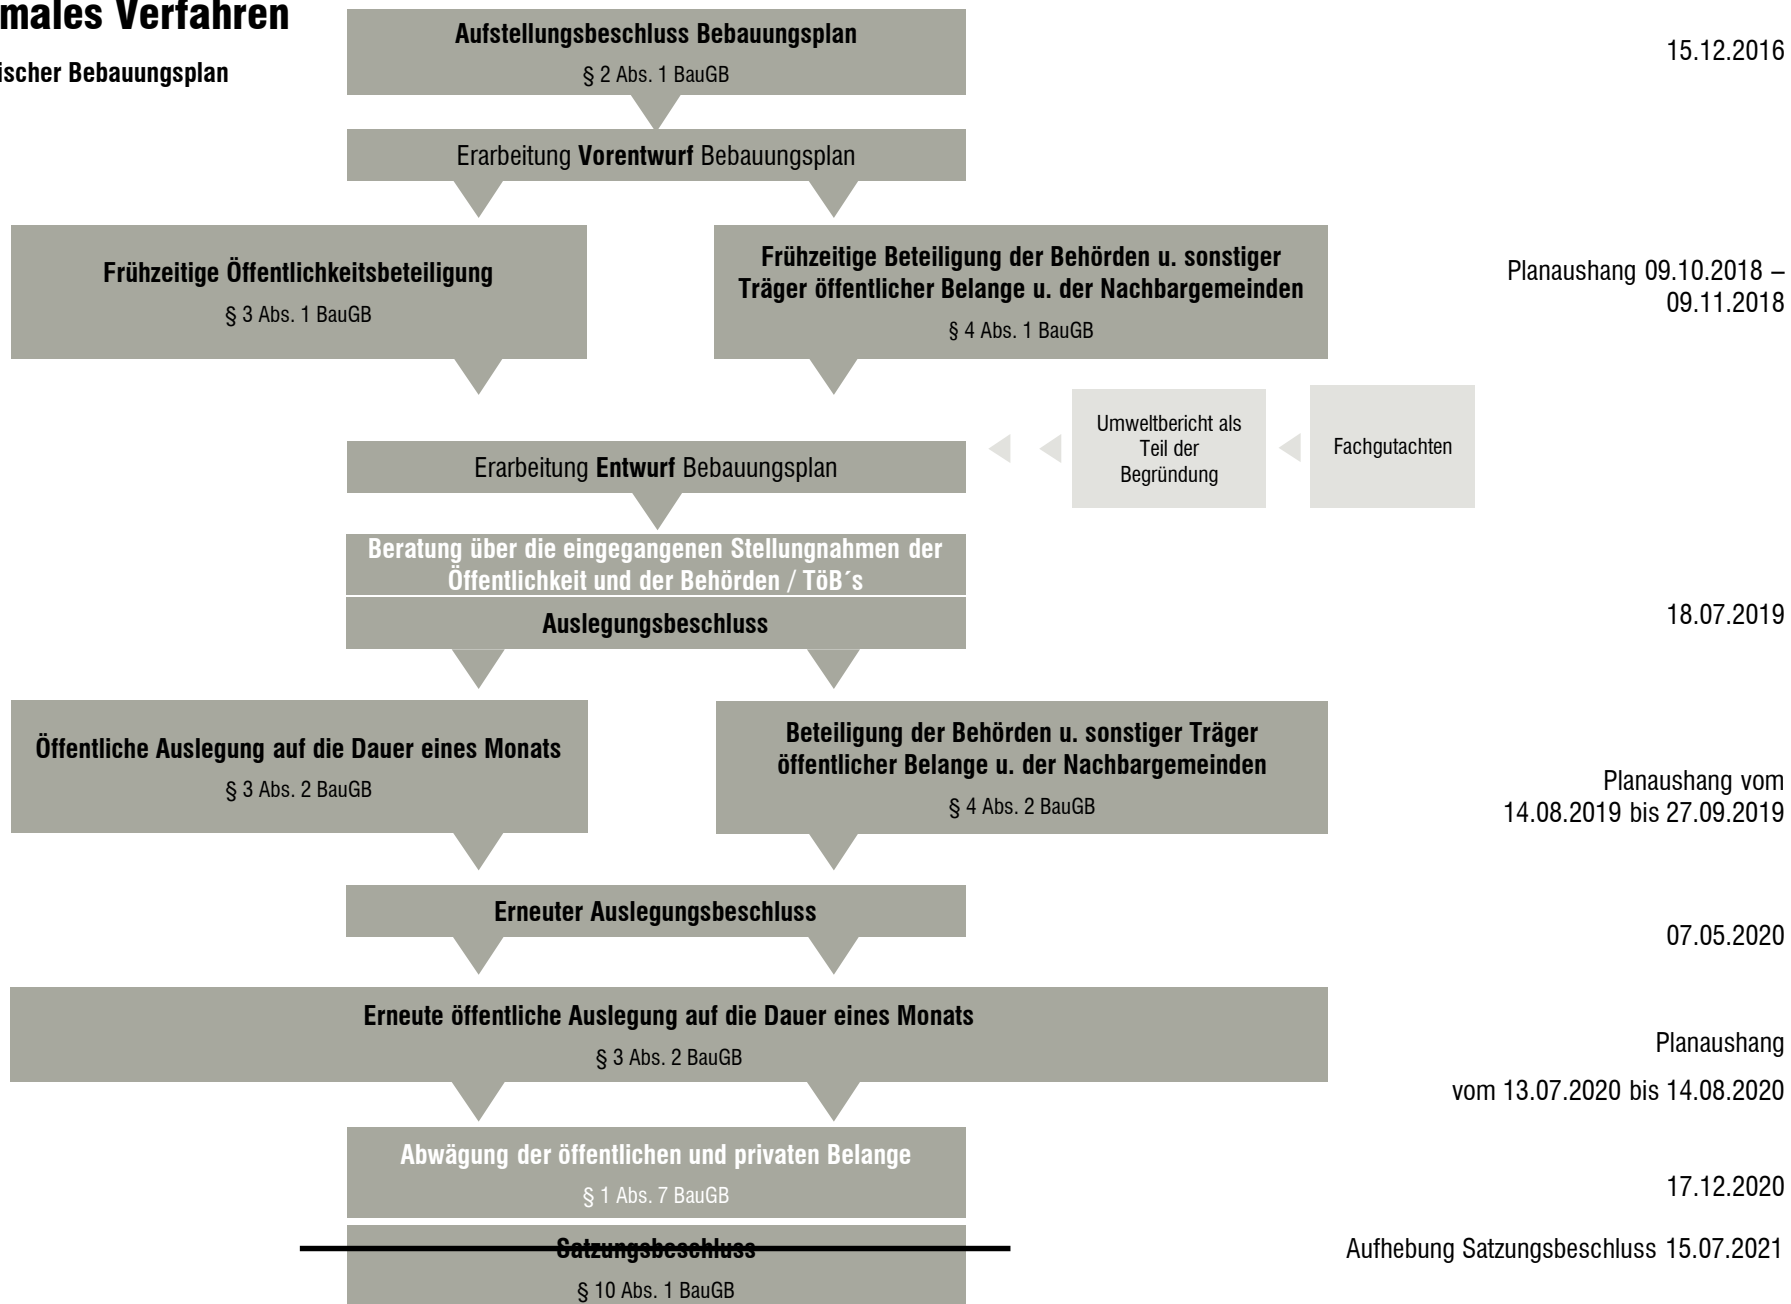 males Verfahren
ischer Bebauungsplan
Aufstellungsbeschluss Bebauungsplan
§ 2 Abs. 1 BauGB
15.12.2016
Erarbeitung Vorentwurf Bebauungsplan
Frühzeitige Öffentlichkeitsbeteiligung
§ 3 Abs. 1 BauGB
Frühzeitige Beteiligung der Behörden u. sonstiger
Träger öffentlicher Belange u. der Nachbargemeinden
§ 4 Abs. 1 BauGB
Planaushang 09.10.2018 –
09.11.2018
Erarbeitung Entwurf Bebauungsplan
Umweltbericht als
Teil der
Begründung
Fachgutachten
Beratung über die eingegangenen Stellungnahmen der
Öffentlichkeit und der Behörden / TöB´s
Auslegungsbeschluss
18.07.2019
Öffentliche Auslegung auf die Dauer eines Monats
§ 3 Abs. 2 BauGB
Beteiligung der Behörden u. sonstiger Träger
öffentlicher Belange u. der Nachbargemeinden
§ 4 Abs. 2 BauGB
Planaushang vom
14.08.2019 bis 27.09.2019
Erneuter Auslegungsbeschluss
07.05.2020
Erneute öffentliche Auslegung auf die Dauer eines Monats
§ 3 Abs. 2 BauGB
Planaushang
vom 13.07.2020 bis 14.08.2020
Abwägung der öffentlichen und privaten Belange
§ 1 Abs. 7 BauGB
17.12.2020
Satzungsbeschluss
§ 10 Abs. 1 BauGB
Aufhebung Satzungsbeschluss 15.07.2021